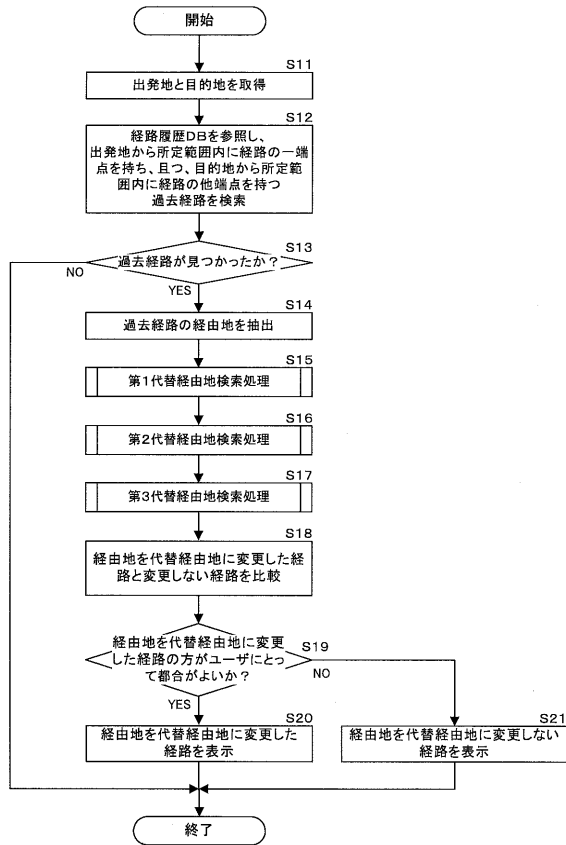 開始
S11
出発地と目的地を取得
S12
経路履歴DBを参照し、
出発地から所定範囲内に経路の一端
点を持ち、且つ、目的地から所定範
囲内に経路の他端点を持つ
過去経路を検索
S13
過去経路が見つかったか？
NO
YES
S14
過去経路の経由地を抽出
S15
第1代替経由地検索処理
S16
第2代替経由地検索処理
S17
第3代替経由地検索処理
S18
経由地を代替経由地に変更した経
路と変更しない経路を比較
S19
経由地を代替経由地に変更
した経路の方がユーザにとっ
て都合がよいか？
NO
YES
S20
経由地を代替経由地に変更した
経路を表示
S21
経由地を代替経由地に変更しない
経路を表示
終了